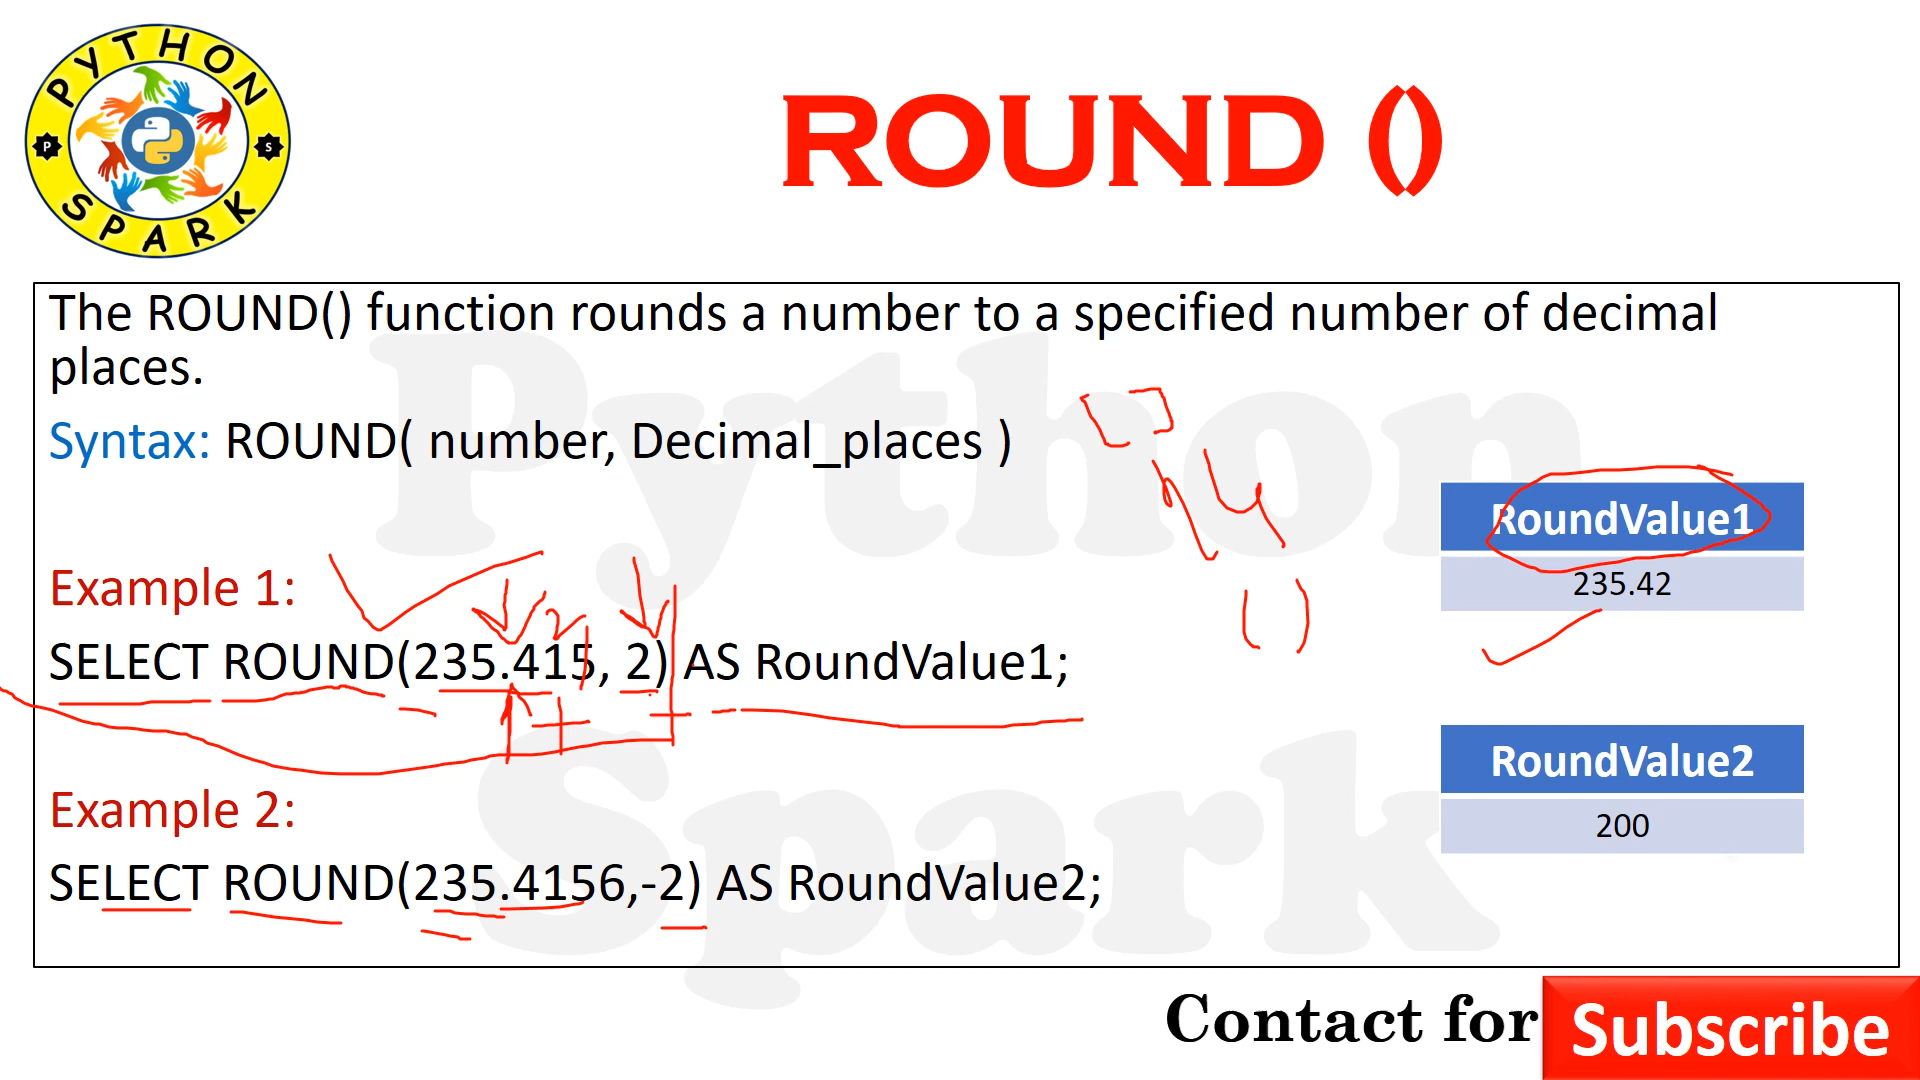 PYTHON
P S
SPARK
ROUND ()
The ROUND() function rounds a number to a specified number of decimal
places.
Syntax: ROUND( number, Decimal_places )
Example 1:
SELECT ROUND(235.415, 2) AS RoundValue1;
RoundValue1
235.42
Example 2:
SELECT ROUND(235.4156,-2) AS RoundValue2;
RoundValue2
200
Python
Spark
Contact for
Subscribe